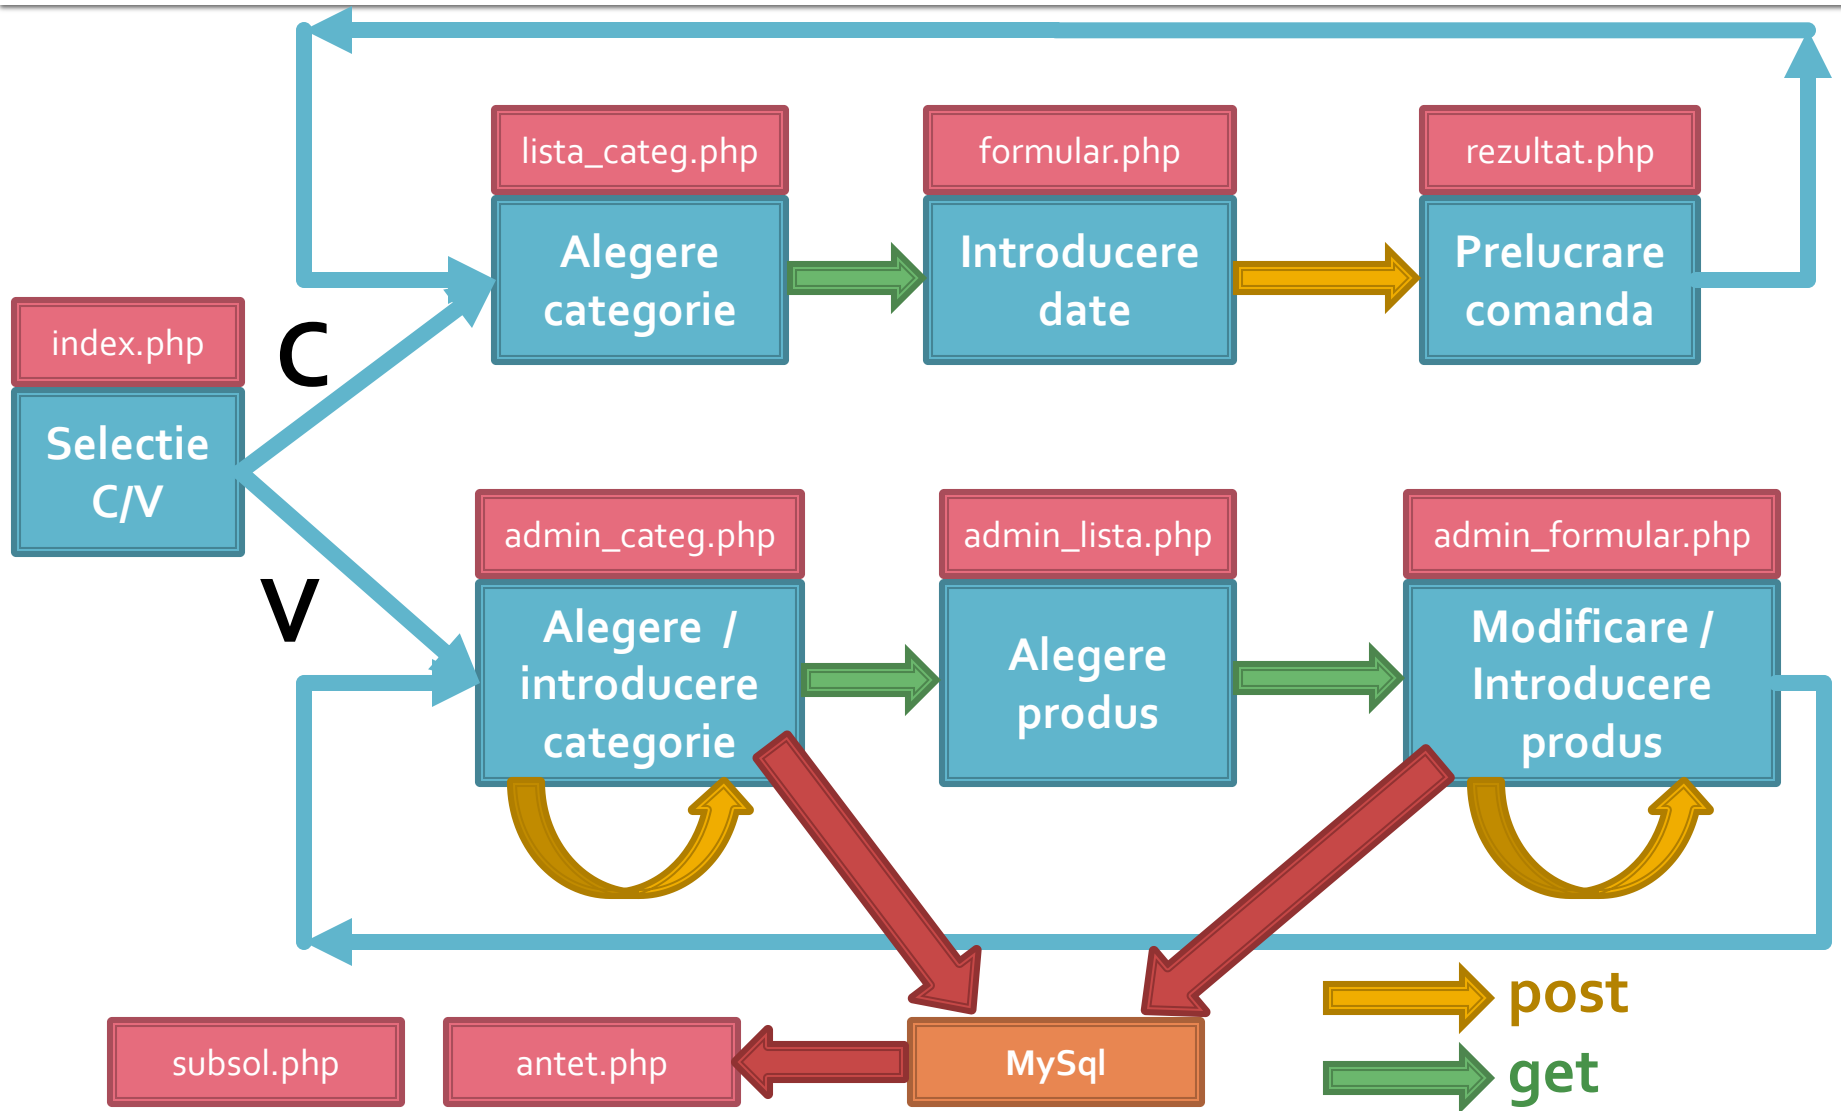 lista_categ.php
formular.php
rezultat.php
Alegere
categorie
Introducere
date
Prelucrare
comanda
index.php
C
Selectie
C/V
V
admin_categ.php
admin_lista.php
admin_formular.php
Alegere /
introducere
categorie
Alegere
produs
Modificare /
Introducere
produs
post
get
subsol.php
antet.php
MySql